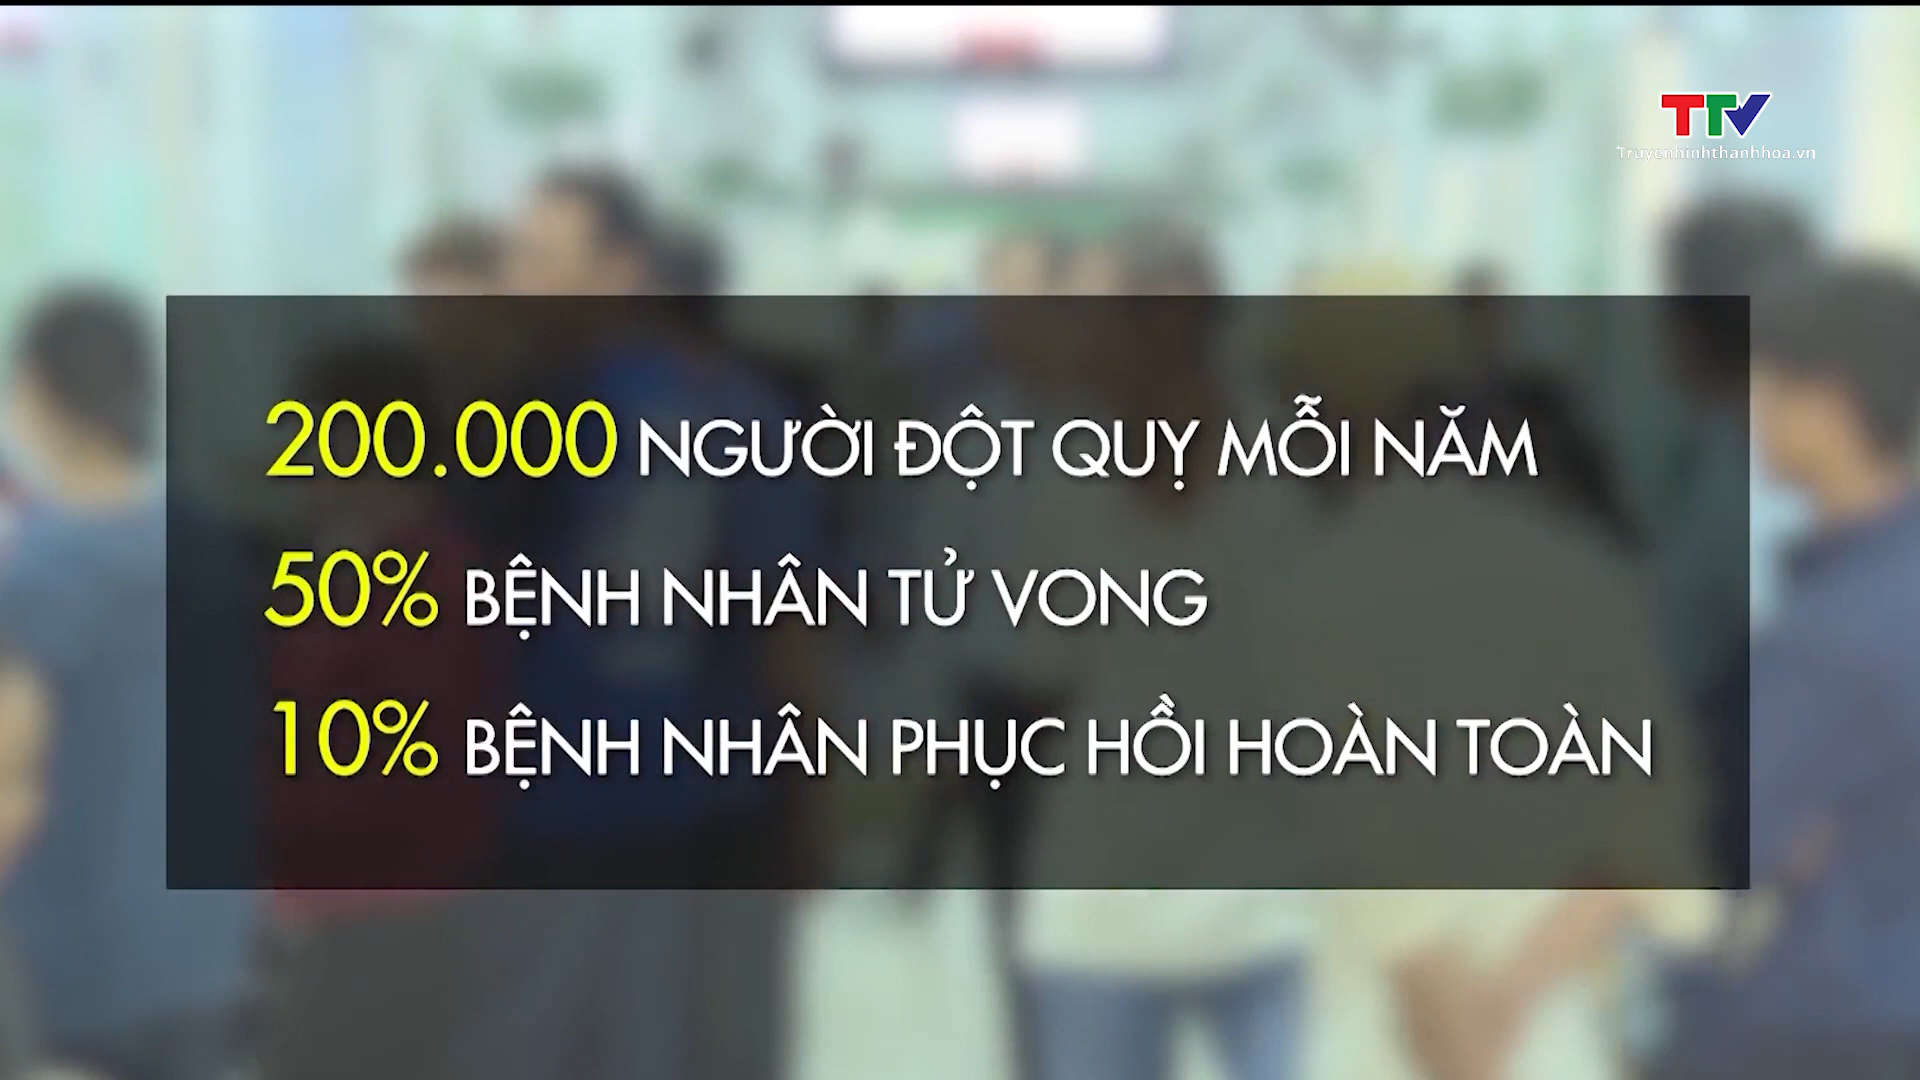 TTV
Truyenhinhthanhhoa.vn
200.000 NGƯỜI ĐỘT QUỴ MỖI NĂM
50% BỆNH NHÂN TỬ VONG
10% BỆNH NHÂN PHỤC HỒI HOÀN TOÀN